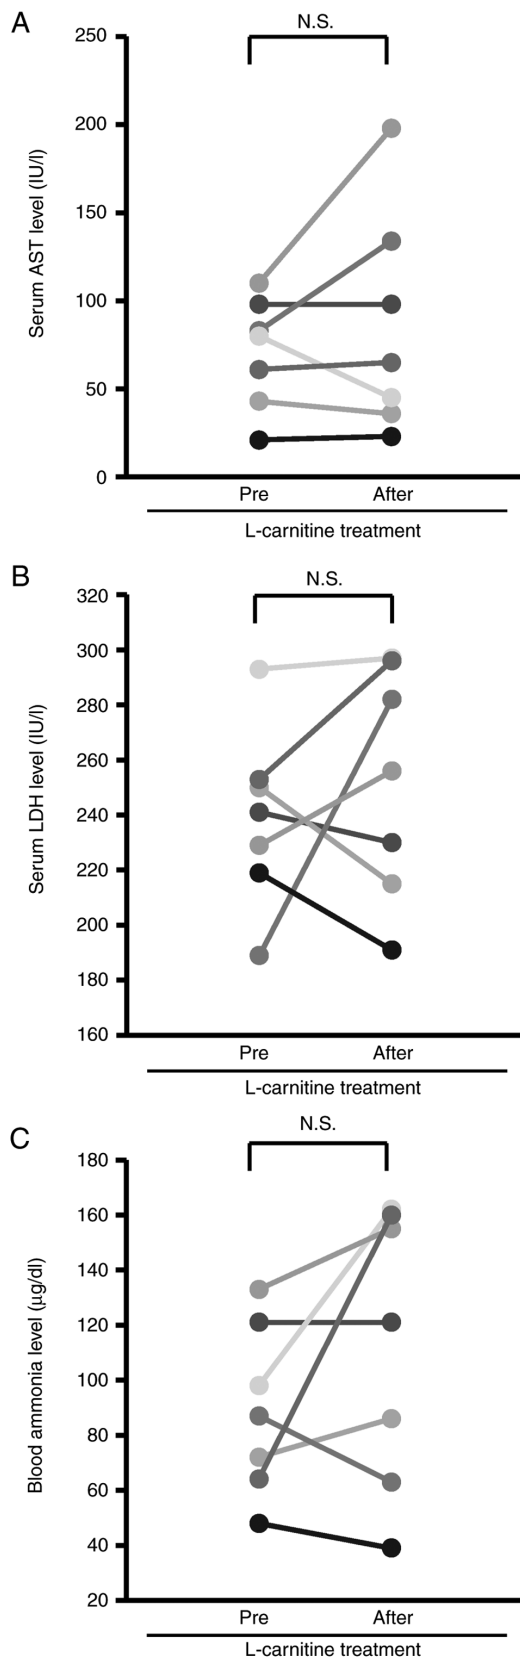 A
N.S.
250
200
150
100
50
0
Serum AST level (IU/l)
Pre After
L-carnitine treatment
B
N.S.
320
300
280
260
240
220
200
180
160
Serum LDH level (IU/l)
Pre After
L-carnitine treatment
C
N.S.
180
160
140
120
100
80
60
40
20
Blood ammonia level (μg/dl)
Pre After
L-carnitine treatment